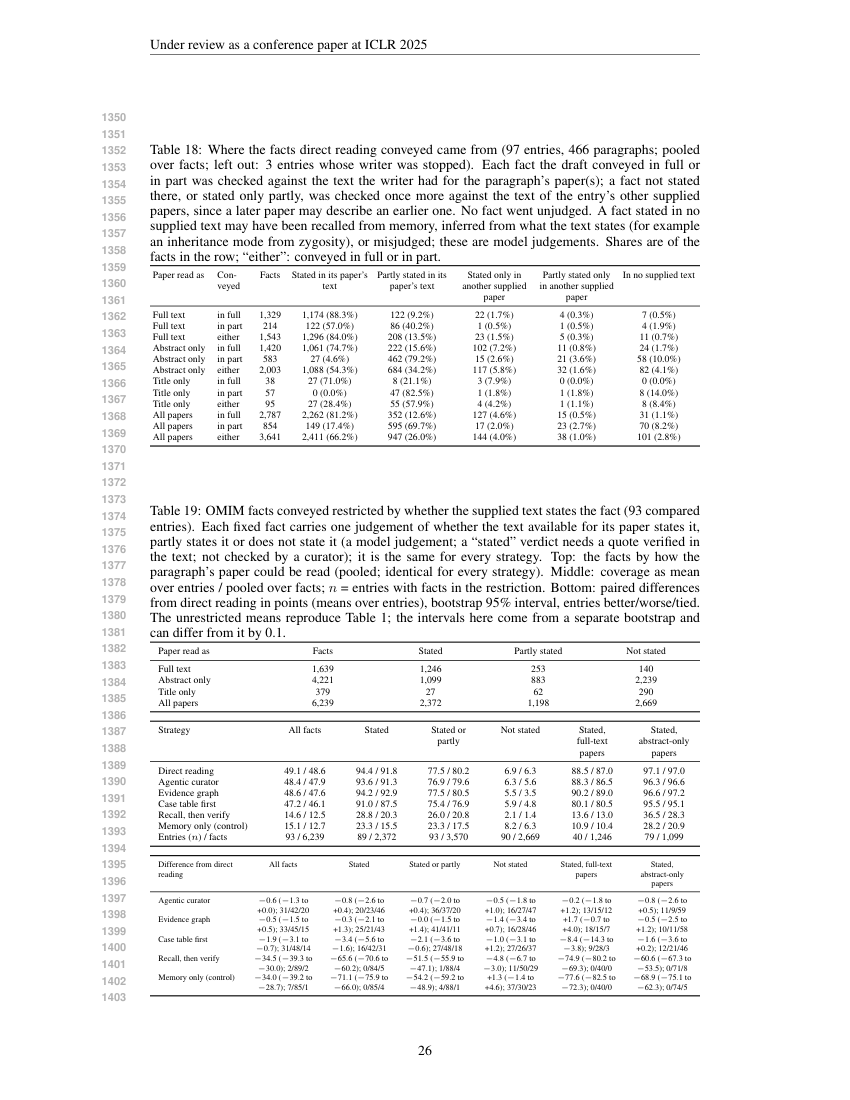 Under review as a conference paper at ICLR 2025
1350
1351
1352
1353
1354
1355
1356
1357
1358
1359
1360
1361
1362
1363
1364
1365
1366
1367
1368
1369
1370
1371
1372
1373
1374
1375
1376
1377
1378
1379
1380
1381
1382
1383
1384
1385
1386
1387
1388
1389
1390
1391
1392
1393
1394
1395
1396
1397
1398
1399
1400
1401
1402
1403
Table 18: Where the facts direct reading conveyed came from (97 entries, 466 paragraphs; pooled
over facts; left out: 3 entries whose writer was stopped). Each fact the draft conveyed in full or
in part was checked against the text the writer had for the paragraph's paper(s); a fact not stated
there, or stated only partly, was checked once more against the text of the entry's other supplied
papers, since a later paper may describe an earlier one. No fact went unjudged. A fact stated in no
supplied text may have been recalled from memory, inferred from what the text states (for example
an inheritance mode from zygosity), or misjudged; these are model judgements. Shares are of the
facts in the row; “either”: conveyed in full or in part.
Paper read as Con- Facts Stated in its paper's Partly stated in its Stated only in Partly stated only In no supplied text
veyed text paper's text another supplied in another supplied
paper paper
Full text in full 1,329 1,174 (88.3%) 122 (9.2%) 22 (1.7%) 4 (0.3%) 7 (0.5%)
Full text in part 214 122 (57.0%) 86 (40.2%) 1 (0.5%) 1 (0.5%) 4 (1.9%)
Full text either 1,543 1,296 (84.0%) 208 (13.5%) 23 (1.5%) 5 (0.3%) 11 (0.7%)
Abstract only in full 1,420 1,061 (74.7%) 222 (15.6%) 102 (7.2%) 11 (0.8%) 24 (1.7%)
Abstract only in part 583 27 (4.6%) 462 (79.2%) 15 (2.6%) 21 (3.6%) 58 (10.0%)
Abstract only either 2,003 1,088 (54.3%) 684 (34.2%) 117 (5.8%) 32 (1.6%) 82 (4.1%)
Title only in full 38 27 (71.0%) 8 (21.1%) 3 (7.9%) 0 (0.0%) 0 (0.0%)
Title only in part 57 0 (0.0%) 47 (82.5%) 1 (1.8%) 1 (1.8%) 8 (14.0%)
Title only either 95 27 (28.4%) 55 (57.9%) 4 (4.2%) 1 (1.1%) 8 (8.4%)
All papers in full 2,787 2,262 (81.2%) 352 (12.6%) 127 (4.6%) 15 (0.5%) 31 (1.1%)
All papers in part 854 149 (17.4%) 595 (69.7%) 17 (2.0%) 23 (2.7%) 70 (8.2%)
All papers either 3,641 2,411 (66.2%) 947 (26.0%) 144 (4.0%) 38 (1.0%) 101 (2.8%)
Table 19: OMIM facts conveyed restricted by whether the supplied text states the fact (93 compared
entries). Each fixed fact carries one judgement of whether the text available for its paper states it,
partly states it or does not state it (a model judgement; a “stated” verdict needs a quote verified in
the text; not checked by a curator); it is the same for every strategy. Top: the facts by how the
paragraph's paper could be read (pooled; identical for every strategy). Middle: coverage as mean
over entries / pooled over facts; n = entries with facts in the restriction. Bottom: paired differences
from direct reading in points (means over entries), bootstrap 95% interval, entries better/worse/tied.
The unrestricted means reproduce Table 1; the intervals here come from a separate bootstrap and
can differ from it by 0.1.
Paper read as Facts Stated Partly stated Not stated
Full text 1,639 1,246 253 140
Abstract only 4,221 1,099 883 2,239
Title only 379 27 62 290
All papers 6,239 2,372 1,198 2,669
Strategy All facts Stated Stated or Not stated Stated, Stated,
partly full-text abstract-only
papers papers
Direct reading 49.1 / 48.6 94.4 / 91.8 77.5 / 80.2 6.9 / 6.3 88.5 / 87.0 97.1 / 97.0
Agentic curator 48.4 / 47.9 93.6 / 91.3 76.9 / 79.6 6.3 / 5.6 88.3 / 86.5 96.3 / 96.6
Evidence graph 48.6 / 47.6 94.2 / 92.9 77.5 / 80.5 5.5 / 3.5 90.2 / 89.0 96.6 / 97.2
Case table first 47.2 / 46.1 91.0 / 87.5 75.4 / 76.9 5.9 / 4.8 80.1 / 80.5 95.5 / 95.1
Recall, then verify 14.6 / 12.5 28.8 / 20.3 26.0 / 20.8 2.1 / 1.4 13.6 / 13.0 36.5 / 28.3
Memory only (control) 15.1 / 12.7 23.3 / 15.5 23.3 / 17.5 8.2 / 6.3 10.9 / 10.4 28.2 / 20.9
Entries (n) / facts 93 / 6,239 89 / 2,372 93 / 3,570 90 / 2,669 40 / 1,246 79 / 1,099
Difference from direct All facts Stated Stated or partly Not stated Stated, full-text Stated,
reading papers abstract-only
papers
Agentic curator −0.6 (−1.3 to −0.8 (−2.6 to −0.7 (−2.0 to −0.5 (−1.8 to −0.2 (−1.8 to −0.8 (−2.6 to
+0.0); 31/42/20 +0.4); 20/23/46 +0.4); 36/37/20 +1.0); 16/27/47 +1.2); 13/15/12 +0.5); 11/9/59
Evidence graph −0.5 (−1.5 to −0.3 (−2.1 to −0.0 (−1.5 to −1.4 (−3.4 to +1.7 (−0.7 to −0.5 (−2.5 to
+0.5); 33/45/15 +1.3); 25/21/43 +1.4); 41/41/11 +0.7); 16/28/46 +4.0); 18/15/7 +1.2); 10/11/58
Case table first −1.9 (−3.1 to −3.4 (−5.6 to −2.1 (−3.6 to −1.0 (−3.1 to −8.4 (−14.3 to −1.6 (−3.6 to
−0.7); 31/48/14 −1.6); 16/42/31 −0.6); 27/48/18 +1.2); 27/26/37 −3.8); 9/28/3 +0.2); 12/21/46
Recall, then verify −34.5 (−39.3 to −65.6 (−70.6 to −51.5 (−55.9 to −4.8 (−6.7 to −74.9 (−80.2 to −60.6 (−67.3 to
−30.0); 2/89/2 −60.2); 0/84/5 −47.1); 1/88/4 −3.0); 11/50/29 −69.3); 0/40/0 −53.5); 0/71/8
Memory only (control) −34.0 (−39.2 to −71.1 (−75.9 to −54.2 (−59.2 to +1.3 (−1.4 to −77.6 (−82.5 to −68.9 (−75.1 to
−28.7); 7/85/1 −66.0); 0/85/4 −48.9); 4/88/1 +4.6); 37/30/23 −72.3); 0/40/0 −62.3); 0/74/5
26